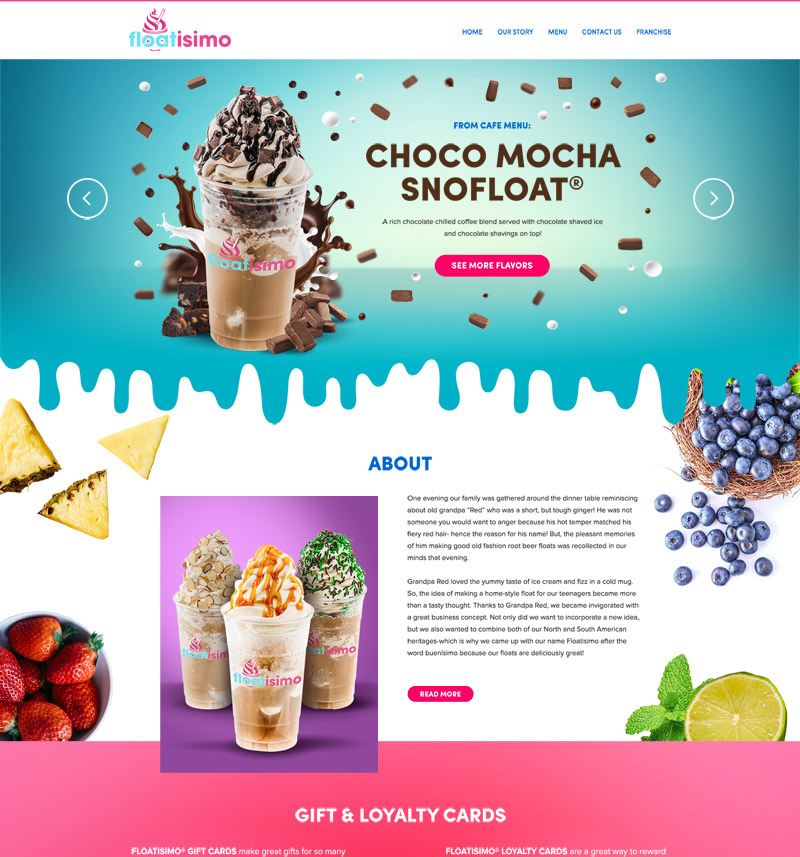 floatisimo
HOME OUR STORY MENU CONTACT US FRANCHISE
FROM CAFE MENU:
CHOCO MOCHA
SNOFLOAT®
A rich chocolate chilled coffee blend served with chocolate shaved ice
and chocolate shavings on top!
SEE MORE FLAVORS
floatisimo
ABOUT
One evening our family was gathered around the dinner table reminiscing
about old grandpa “Red” who was a short, but tough ginger! He was not
someone you would want to anger because his hot temper matched his
fiery red hair- hence the reason for his name! But, the pleasant memories
of him making good old fashion root beer floats was recollected in our
minds that evening.
Grandpa Red loved the yummy taste of ice cream and fizz in a cold mug.
So, the idea of making a home-style float for our teenagers became more
than a tasty thought. Thanks to Grandpa Red, we became invigorated with
a great business concept. Not only did we want to incorporate a new idea,
but we also wanted to combine both of our North and South American
heritages-which is why we came up with our name Floatisimo after the
word buenísimo because our floats are deliciously great!
READ MORE
floatisimo
GIFT & LOYALTY CARDS
FLOATISIMO® GIFT CARDS make great gifts for so many
FLOATISIMO® LOYALTY CARDS are a great way to reward